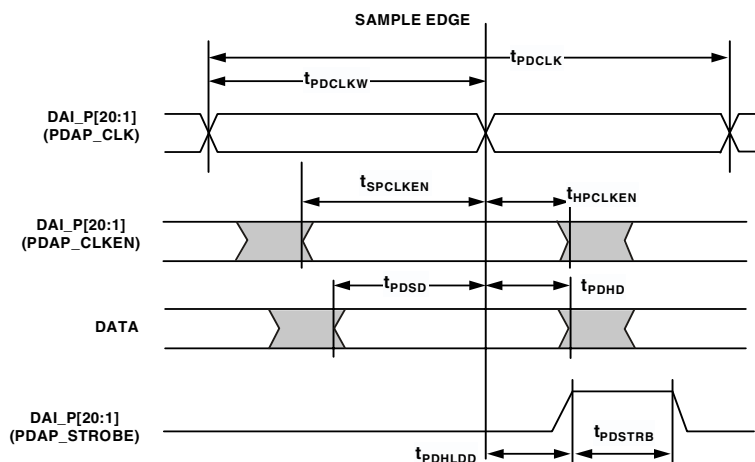 SAMPLE EDGE
tPDCLK
tPDCLKW
DAI_P[20:1]
(PDAP_CLK)
tSPCLKEN
tHPCLKEN
DAI_P[20:1]
(PDAP_CLKEN)
tPDSD
tPDHD
DATA
DAI_P[20:1]
(PDAP_STROBE)
tPDSTRB
tPDHLDD